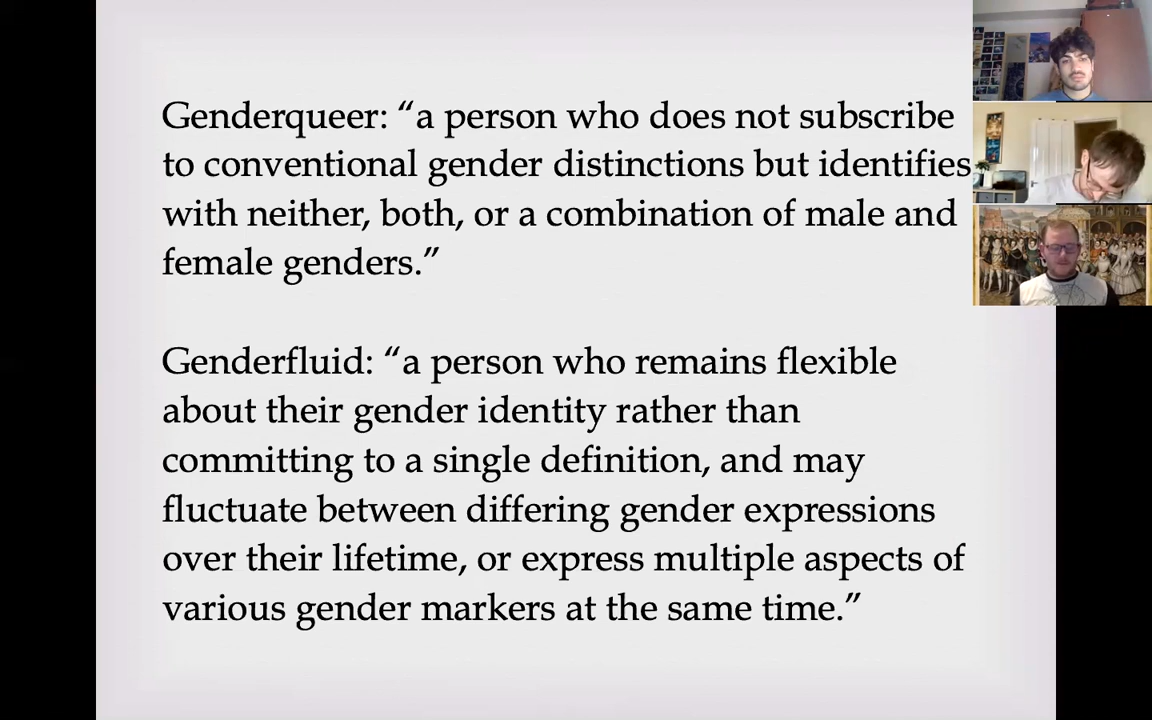 Genderqueer: “a person who does not subscribe
to conventional gender distinctions but identifies
with neither, both, or a combination of male and
female genders.”
Genderfluid: “a person who remains flexible
about their gender identity rather than
committing to a single definition, and may
fluctuate between differing gender expressions
over their lifetime, or express multiple aspects of
various gender markers at the same time.”